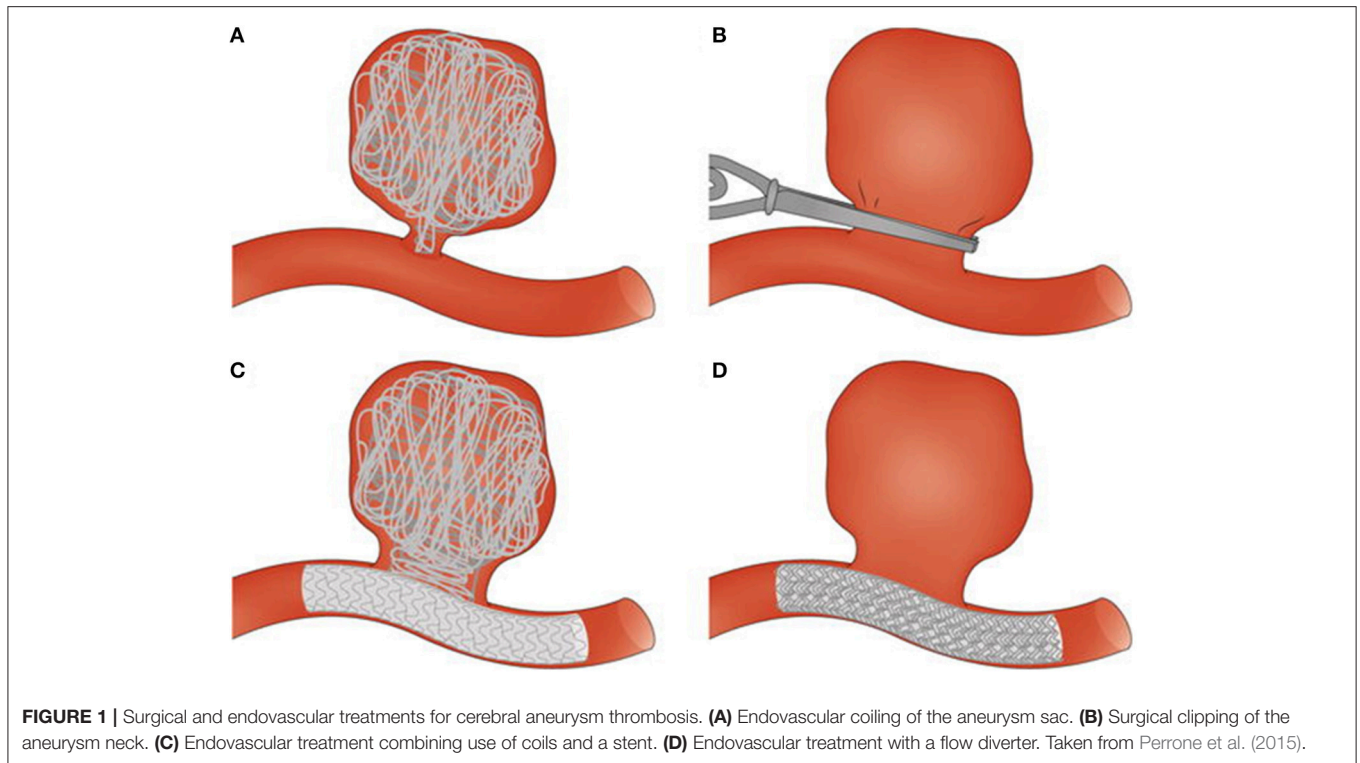 A
B
C
D
FIGURE 1 | Surgical and endovascular treatments for cerebral aneurysm thrombosis. (A) Endovascular coiling of the aneurysm sac. (B) Surgical clipping of the
aneurysm neck. (C) Endovascular treatment combining use of coils and a stent. (D) Endovascular treatment with a flow diverter. Taken from Perrone et al. (2015).